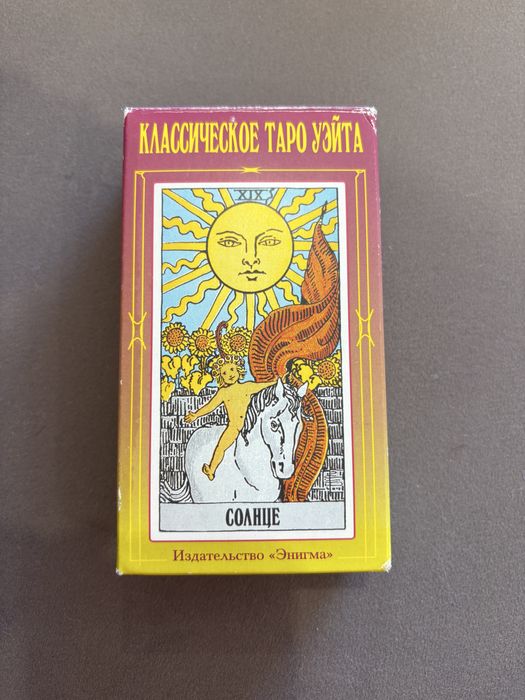 КЛАССИЧЕСКОЕ ТАРО УЭЙТА
XIX
СОЛНЦЕ
Издательство «Энигма»